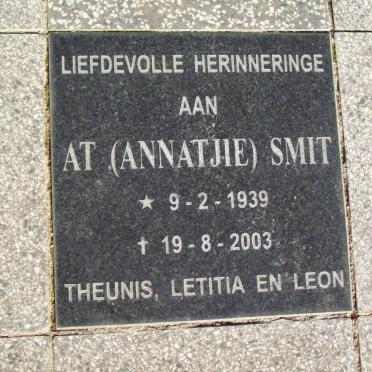 LIEFDEVOLLE HERINNERINGE
AAN
AT (ANNATJIE) SMIT
★ 9 - 2 - 1939
† 19 - 8 - 2003
THEUNIS, LETITIA EN LEON